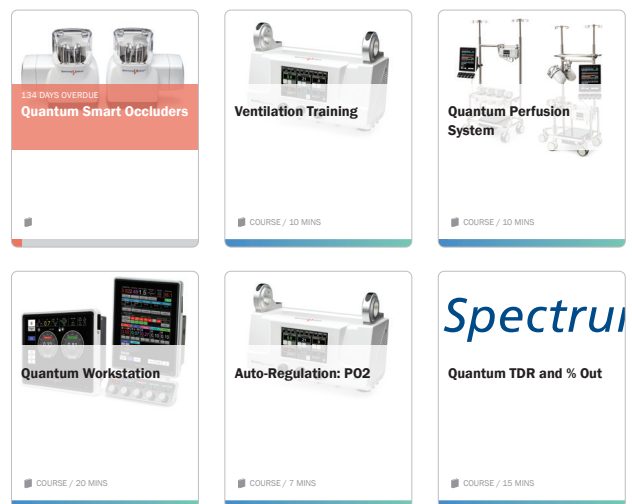 134 DAYS OVERDUE
Quantum Smart Occluders
Ventilation Training
COURSE / 10 MINS
Quantum Perfusion
System
COURSE / 10 MINS
Quantum Workstation
COURSE / 20 MINS
Auto-Regulation: PO2
COURSE / 7 MINS
Spectru
Quantum TDR and % Out
COURSE / 15 MINS